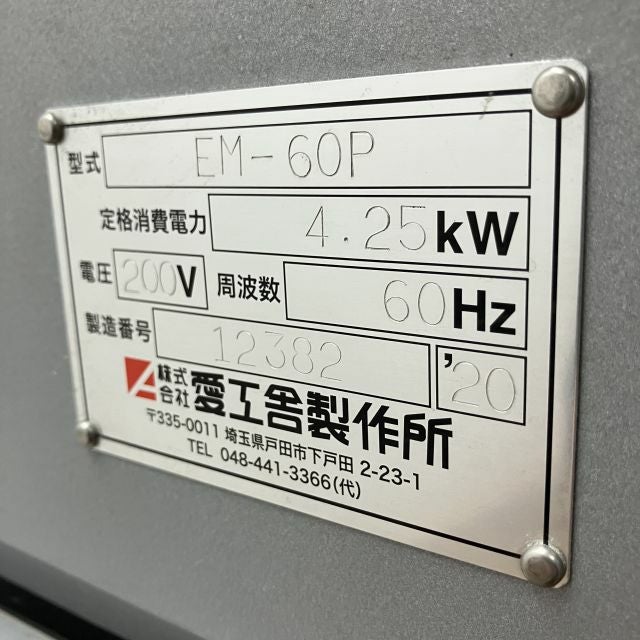 型式 EM-60P
定格消費電力 4.25kW
電圧 200V 周波数 60Hz
製造番号 12382 '20
株式会社 愛工舎製作所
〒335-0011 埼玉県戸田市下戸田 2-23-1
TEL 048-441-3366(代)